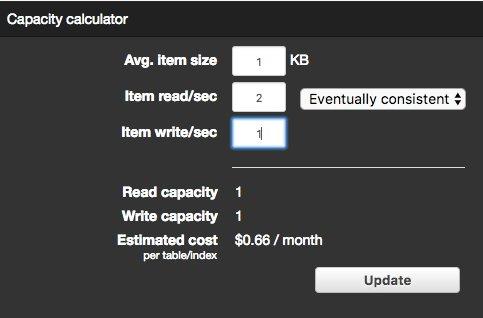 Capacity calculator
Avg. item size 1 KB
Item read/sec 2 Eventually consistent
Item write/sec 1
Read capacity 1
Write capacity 1
Estimated cost $0.66 / month
per table/index
Update